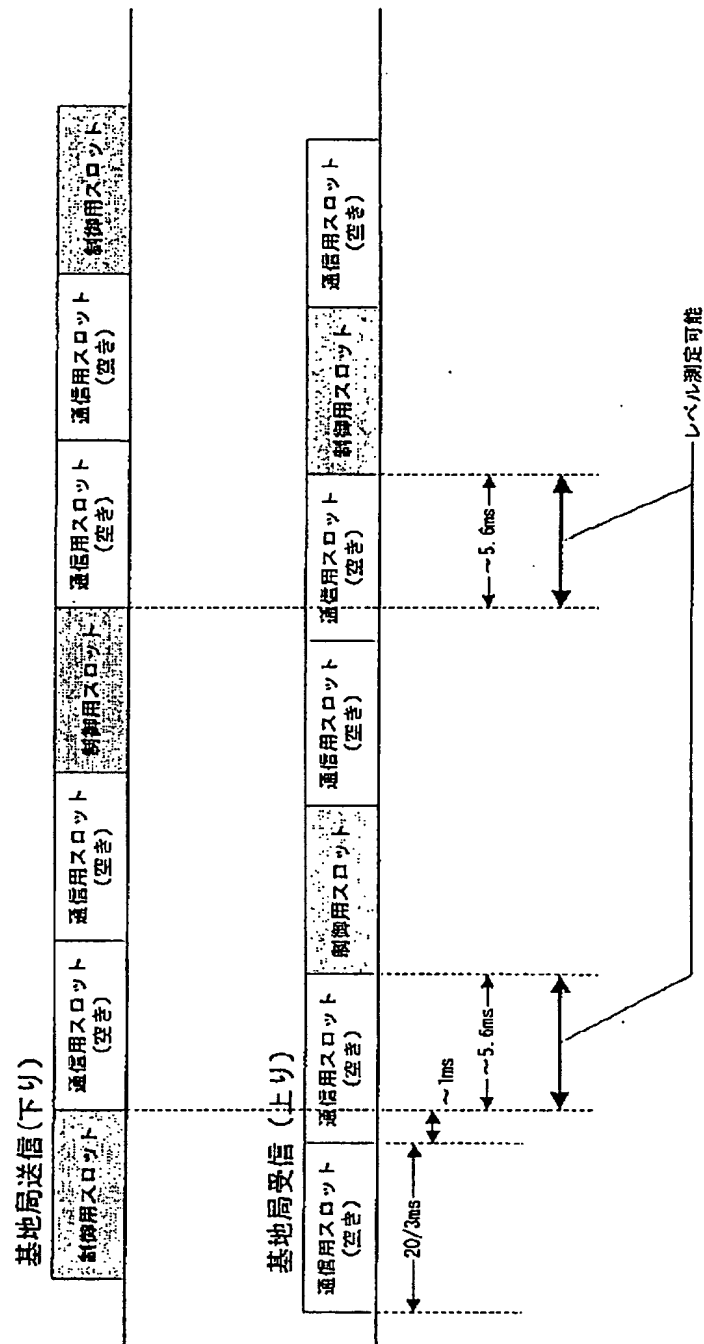 基地局送信(下り)
制御用スロット
通信用スロット
(空き)
通信用スロット
(空き)
制御用スロット
通信用スロット
(空き)
通信用スロット
(空き)
制御用スロット
基地局受信(上り)
通信用スロット
(空き)
通信用スロット
(空き)
制御用スロット
通信用スロット
(空き)
通信用スロット
(空き)
制御用スロット
通信用スロット
(空き)
20/3ms
~1ms
~5.6ms
~5.6ms
レベル測定可能